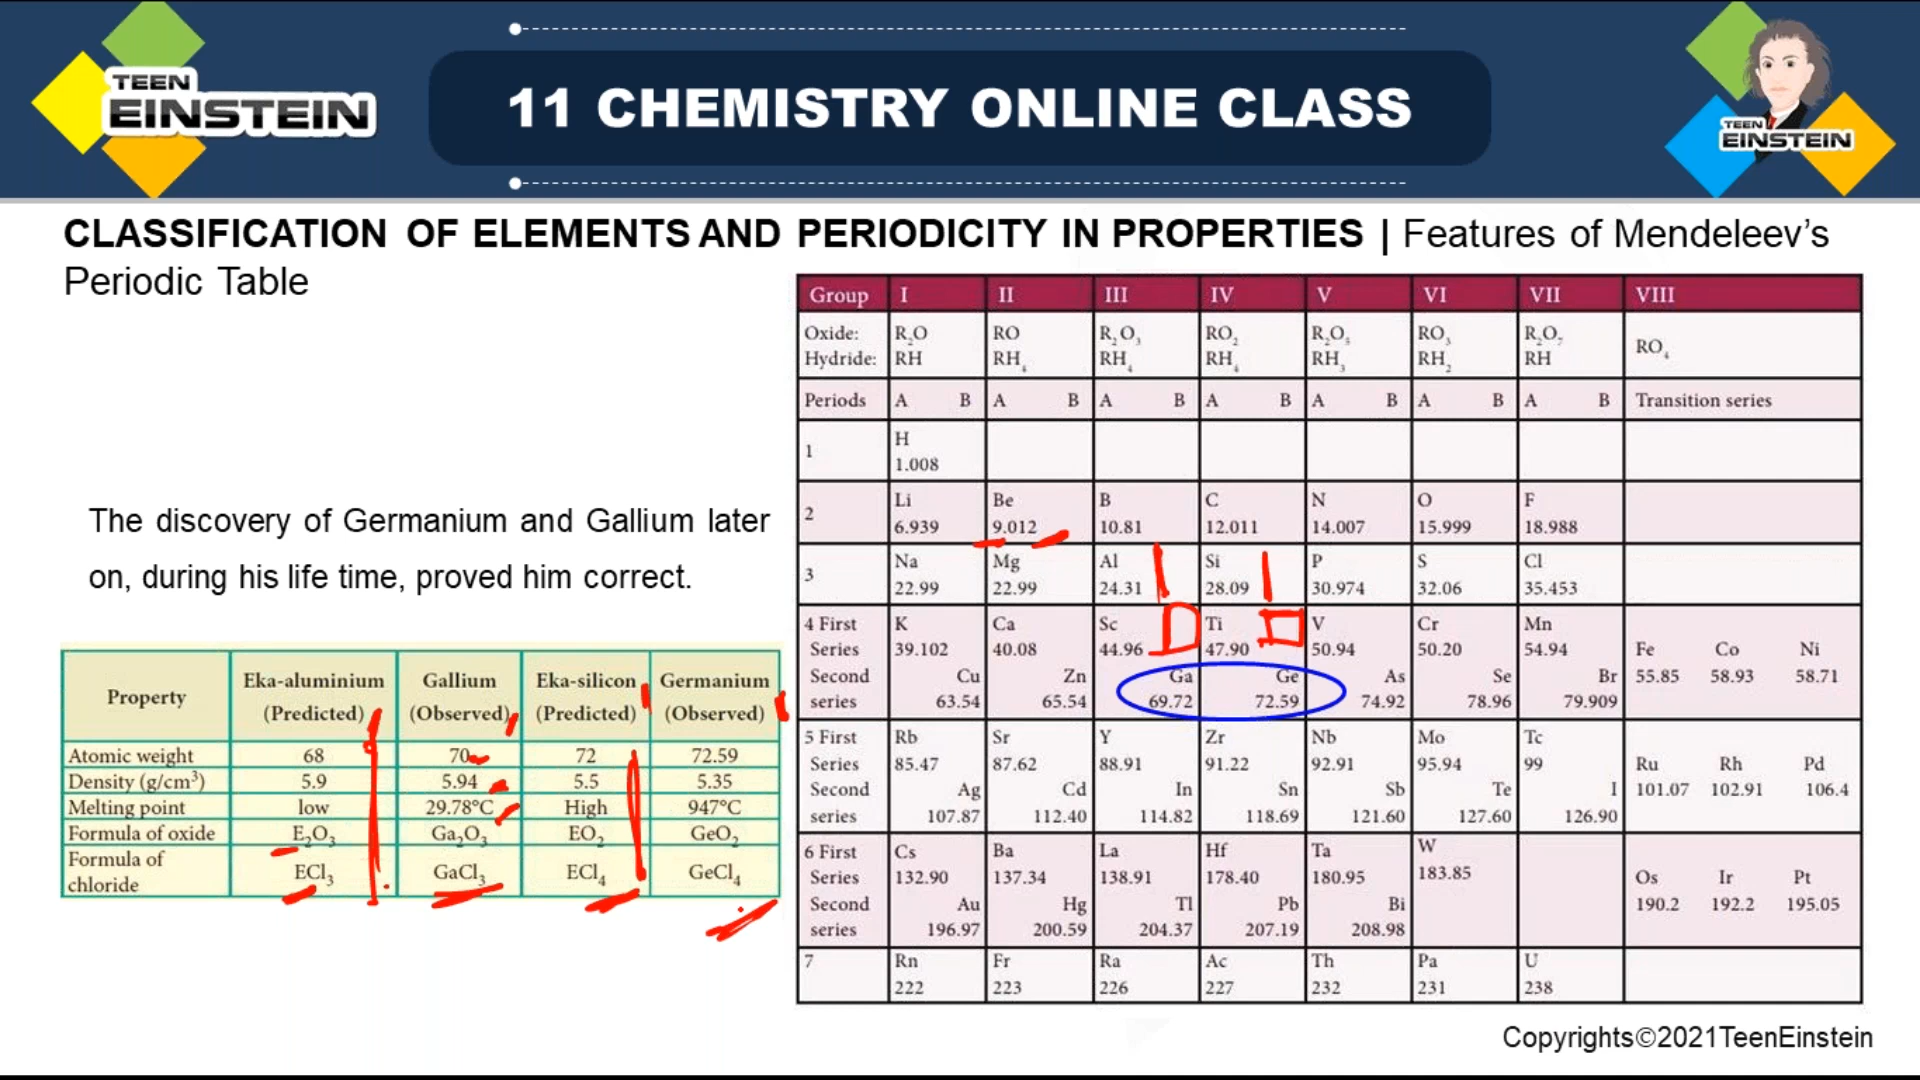 TEEN
EINSTEIN
11 CHEMISTRY ONLINE CLASS
TEEN
EINSTEIN
CLASSIFICATION OF ELEMENTS AND PERIODICITY IN PROPERTIES | Features of Mendeleev’s
Periodic Table
The discovery of Germanium and Gallium later
on, during his life time, proved him correct.
Property Eka-aluminium (Predicted) Gallium (Observed) Eka-silicon (Predicted) Germanium (Observed)
Atomic weight 68 70 72 72.59
Density (g/cm³) 5.9 5.94 5.5 5.35
Melting point low 29.78°C High 947°C
Formula of oxide E₂O₃ Ga₂O₃ EO₂ GeO₂
Formula of chloride ECl₃ GaCl₃ ECl₄ GeCl₄
Group I II III IV V VI VII VIII
Oxide: R₂O RO R₂O₃ RO₂ R₂O₅ RO₃ R₂O₇ RO₄
Hydride: RH RH₄ RH₄ RH₄ RH₃ RH₂ RH
Periods A B A B A B A B A B A B A B Transition series
1 H
1.008
2 Li Be B C N O F
6.939 9.012 10.81 12.011 14.007 15.999 18.988
3 Na Mg Al Si P S Cl
22.99 22.99 24.31 28.09 30.974 32.06 35.453
4 First K Ca Sc Ti V Cr Mn
Series 39.102 40.08 44.96 47.90 50.94 50.20 54.94 Fe Co Ni
Second Cu Zn Ga Ge As Se Br 55.85 58.93 58.71
series 63.54 65.54 69.72 72.59 74.92 78.96 79.909
5 First Rb Sr Y Zr Nb Mo Tc
Series 85.47 87.62 88.91 91.22 92.91 95.94 99 Ru Rh Pd
Second Ag Cd In Sn Sb Te I 101.07 102.91 106.4
series 107.87 112.40 114.82 118.69 121.60 127.60 126.90
6 First Cs Ba La Hf Ta W
Series 132.90 137.34 138.91 178.40 180.95 183.85 Os Ir Pt
Second Au Hg Tl Pb Bi 190.2 192.2 195.05
series 196.97 200.59 204.37 207.19 208.98
7 Rn Fr Ra Ac Th Pa U
222 223 226 227 232 231 238
Copyrights©2021TeenEinstein